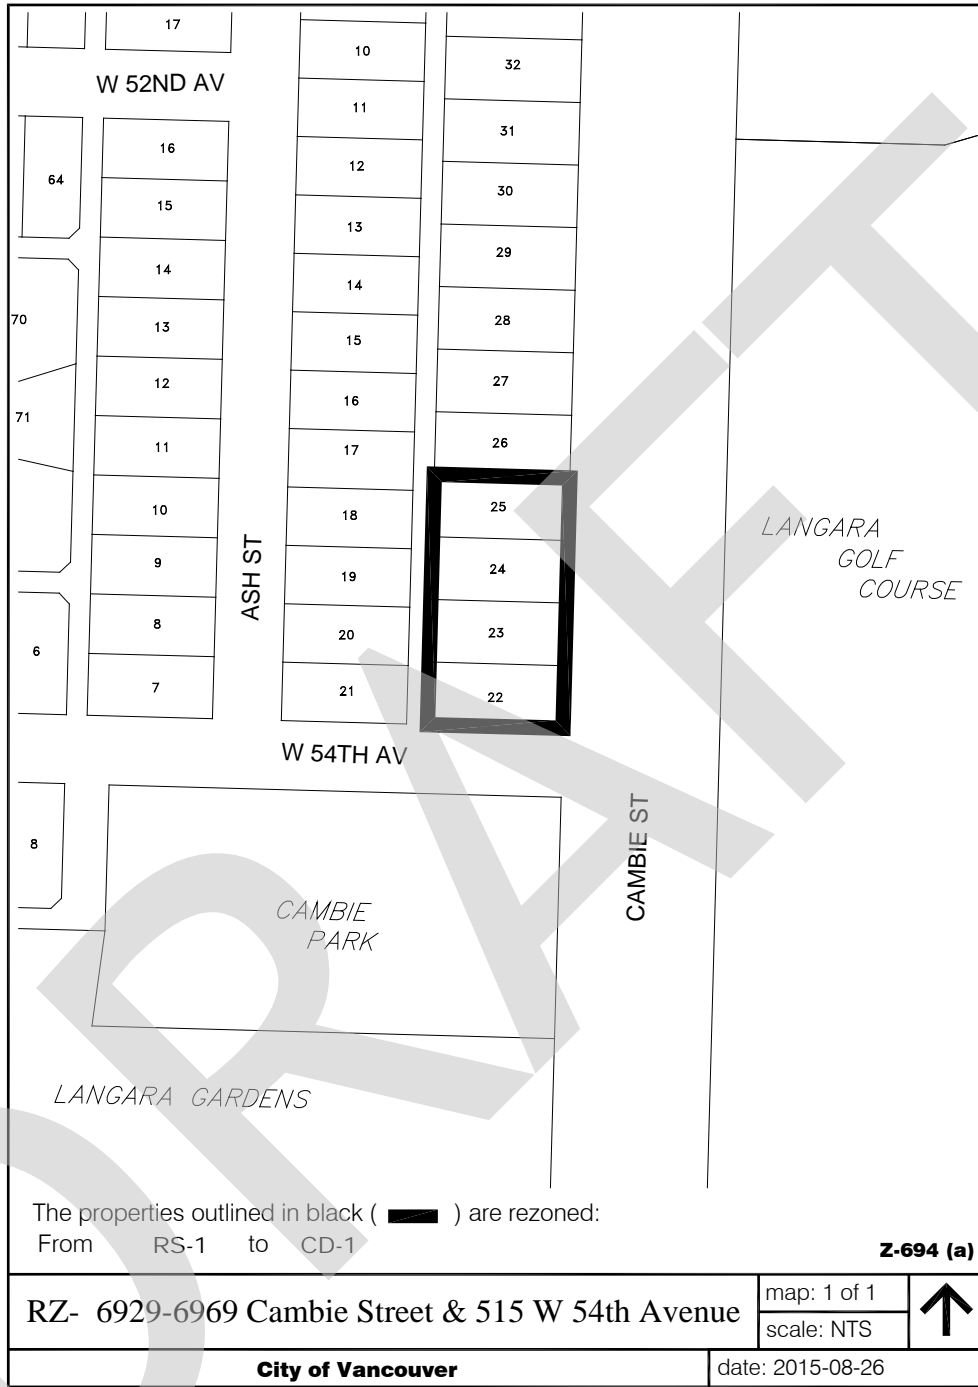 17
10
32
W 52ND AV
11
31
16
12
64
30
15
13
29
14
14
70
28
13
15
12
27
16
71
11
17
26
10
18
25
ASH ST
LANGARA
GOLF
COURSE
9
19
24
8
20
23
6
7
21
22
W 54TH AV
CAMBIE ST
8
CAMBIE
PARK
LANGARA GARDENS
DRAFT
The properties outlined in black ( ) are rezoned:
From RS-1 to CD-1
Z-694 (a)
RZ- 6929-6969 Cambie Street & 515 W 54th Avenue
map: 1 of 1
scale: NTS
City of Vancouver
date: 2015-08-26